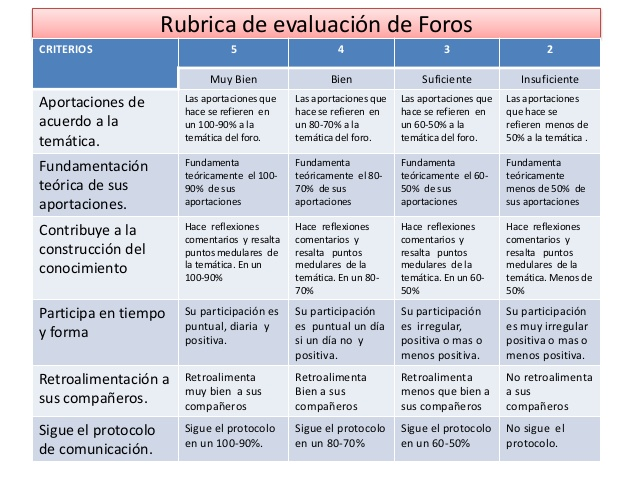 Rubrica de evaluación de Foros
CRITERIOS 5 4 3 2
Muy Bien Bien Suficiente Insuficiente
Aportaciones de
acuerdo a la
temática.
Las aportaciones que
hace se refieren en
un 100-90% a la
temática del foro.
Las aportaciones que
hace se refieren en
un 80-70% a la
temática del foro.
Las aportaciones que
hace se refieren en
un 60-50% a la
temática del foro.
Las aportaciones
que hace se
refieren menos de
50% a la temática .
Fundamentación
teórica de sus
aportaciones.
Fundamenta
teóricamente el 100-
90% de sus
aportaciones
Fundamenta
teóricamente el 80-
70% de sus
aportaciones
Fundamenta
teóricamente el 60-
50% de sus
aportaciones
Fundamenta
teóricamente
menos de 50% de
sus aportaciones
Contribuye a la
construcción del
conocimiento
Hace reflexiones
comentarios y resalta
puntos medulares de
la temática. En un
100-90%
Hace reflexiones
comentarios y
resalta puntos
medulares de la
temática. En un 80-
70%
Hace reflexiones
comentarios y
resalta puntos
medulares de la
temática. En un 60-
50%
Hace reflexiones
comentarios y
resalta puntos
medulares de la
temática. Menos de
50%
Participa en tiempo
y forma
Su participación es
puntual, diaria y
positiva.
Su participación
es puntual un día
si un día no y
positiva.
Su participación
es irregular,
positiva o mas o
menos positiva.
Su participación
es muy irregular
positiva o mas o
menos positiva.
Retroalimentación a
sus compañeros.
Retroalimenta
muy bien a sus
compañeros
Retroalimenta
Bien a sus
compañeros
Retroalimenta
menos que bien a
sus compañeros
No retroalimenta
a sus
compañeros
Sigue el protocolo
de comunicación.
Sigue el protocolo
en un 100-90%.
Sigue el protocolo
en un 80-70%
Sigue el protocolo
en un 60-50%
No sigue el
protocolo.